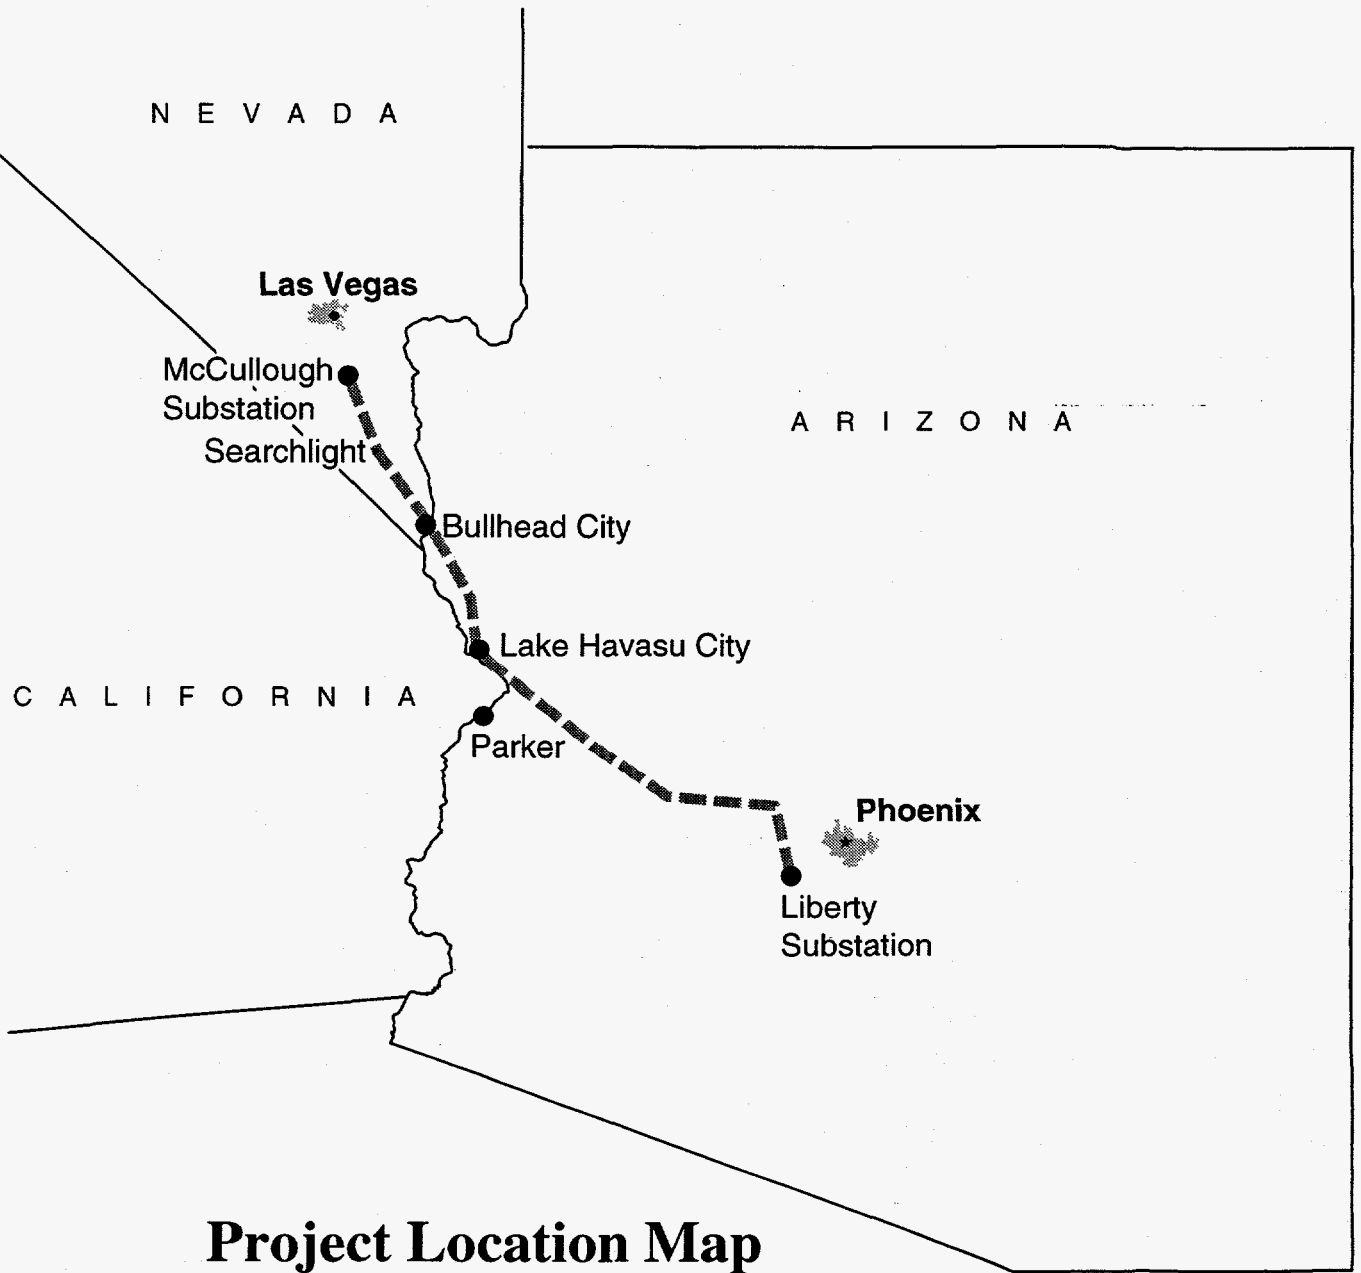 N E V A D A
Las Vegas
McCullough
Substation
Searchlight
A R I Z O N A
Bullhead City
Lake Havasu City
C A L I F O R N I A
Parker
Phoenix
Liberty
Substation
Project Location Map